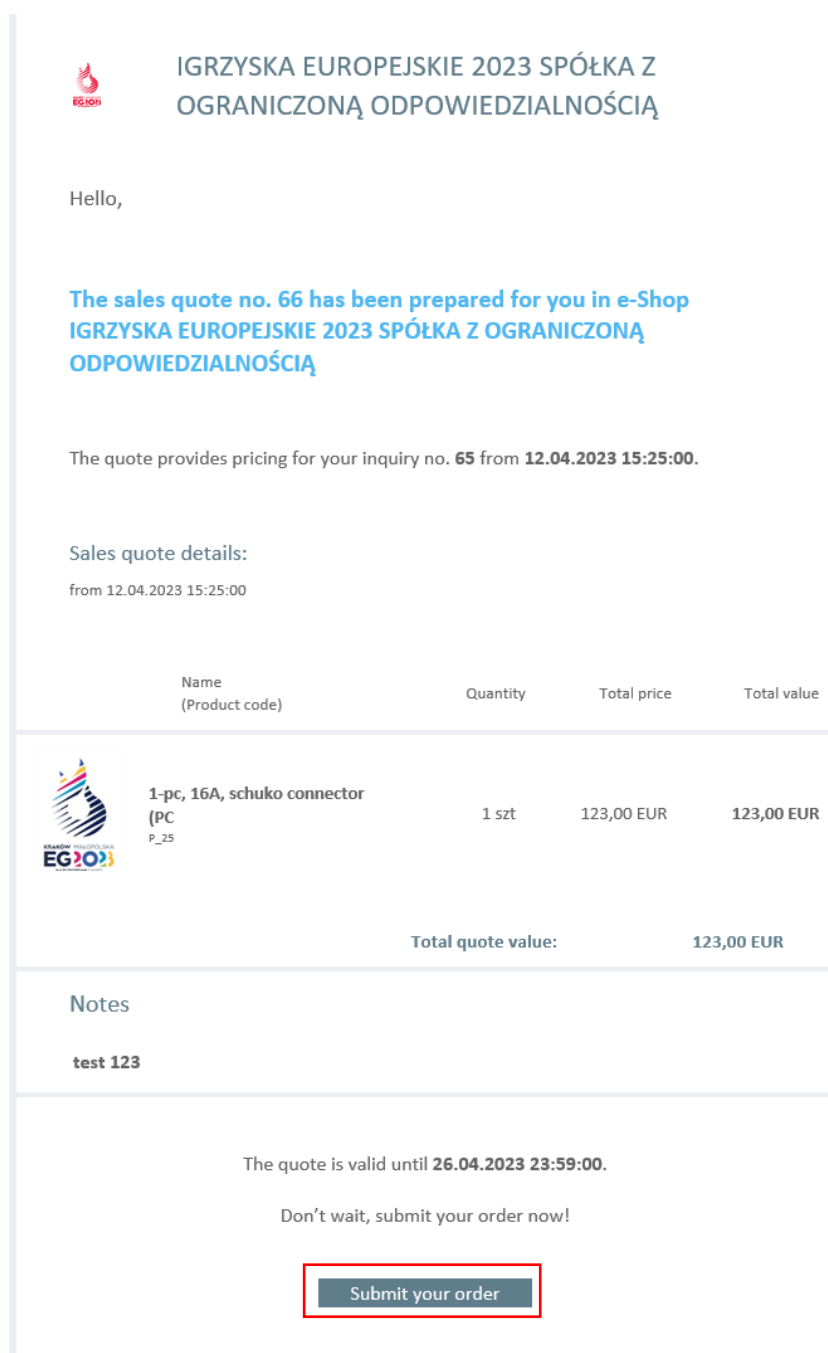 EG2023
IGRZYSKA EUROPEJSKIE 2023 SPÓŁKA Z
OGRANICZONĄ ODPOWIEDZIALNOŚCIĄ
Hello,
The sales quote no. 66 has been prepared for you in e-Shop
IGRZYSKA EUROPEJSKIE 2023 SPÓŁKA Z OGRANICZONĄ
ODPOWIEDZIALNOŚCIĄ
The quote provides pricing for your inquiry no. 65 from 12.04.2023 15:25:00.
Sales quote details:
from 12.04.2023 15:25:00
Name
(Product code)
Quantity
Total price
Total value
1-pc, 16A, schuko connector
(PC
P_25
1 szt
123,00 EUR
123,00 EUR
KRAKÓW MAŁOPOLSKA
EG2023
Total quote value:
123,00 EUR
Notes
test 123
The quote is valid until 26.04.2023 23:59:00.
Don’t wait, submit your order now!
Submit your order